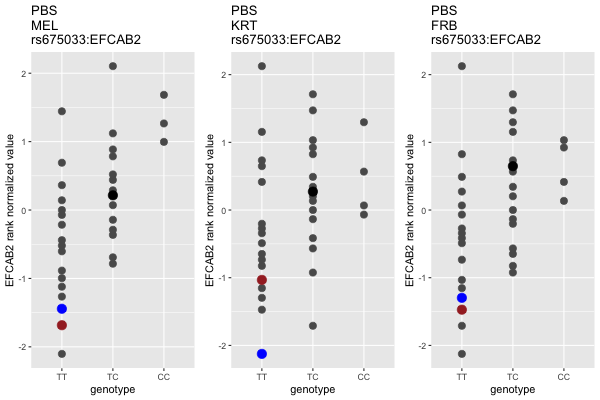 PBS
MEL
rs675033:EFCAB2
EFCAB2 rank normalized value
2
1
0
-1
-2
TT
TC
CC
genotype
PBS
KRT
rs675033:EFCAB2
EFCAB2 rank normalized value
2
1
0
-1
-2
TT
TC
CC
genotype
PBS
FRB
rs675033:EFCAB2
EFCAB2 rank normalized value
2
1
0
-1
-2
TT
TC
CC
genotype